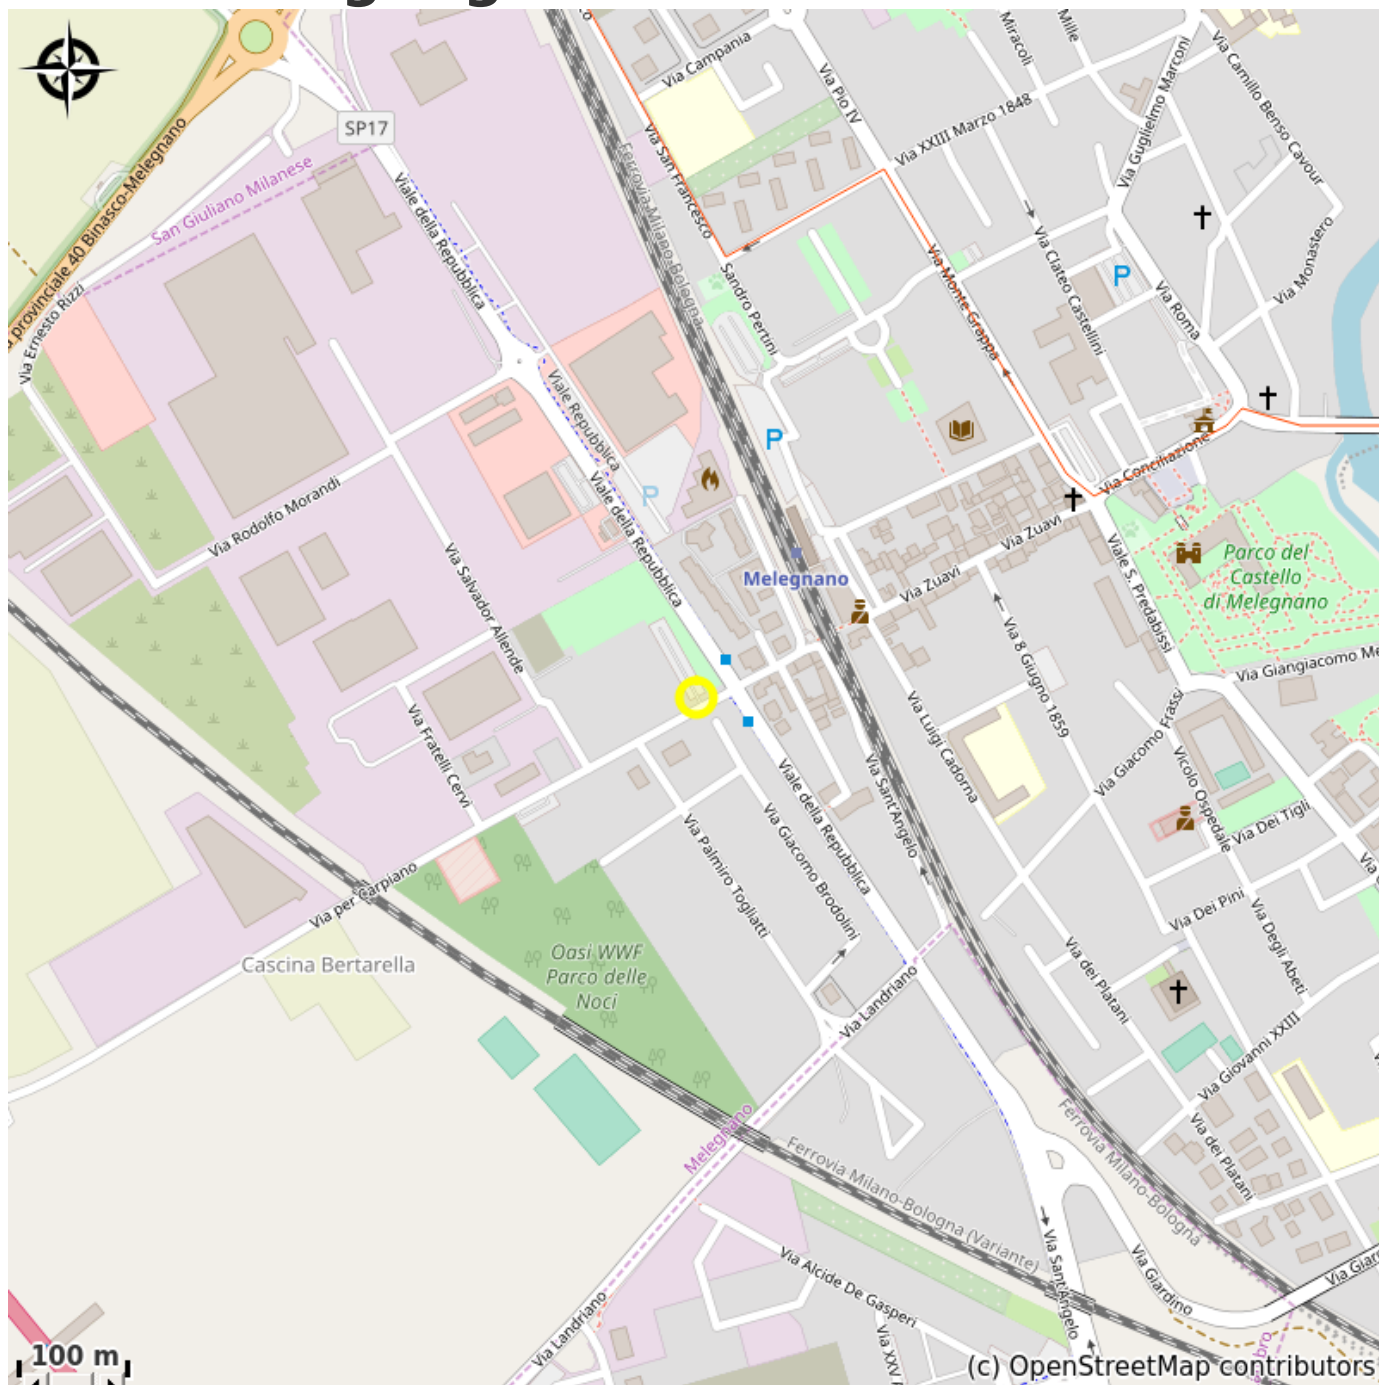 Via Campania
Via Pio IV
Miracoli
Mille
Via Guglielmo Marconi
Via Camillo Benso Cavour
SP17
Via XXIII Marzo 1848
Via San Francesco
Ferrovia Milano-Bologna
provinciale 40 Binasco-Melegnano
San Giuliano Milanese
Viale della Repubblica
Via Monastero
Via Clateo Castellini
Via Monte Grappa
P
Via Roma
Sandro Pertini
Via Ernesto Rizzi
Viale Repubblica
P
Via Conciliazione
P
Via Rodolfo Morandi
Viale della Repubblica
Via Zuavi
Via Salvador Allende
Melegnano
Via Zuavi
Parco del
Castello
di Melegnano
Viale S. Predabissi
Via 8 Giugno 1859
Via Giangiacomo Me
Via Luigi Cadorna
Via Giacomo Frassi
Via Fratelli Cervi
Vicolo Ospedale
Viale della Repubblica
Via Sant'Angelo
Via Giacomo Brodolini
Via Palmiro Togliatti
Via Dei Tigli
Via per Carpiano
Via Dei Pini
Via Degli Abeti
Cascina Bertarella
Oasi WWF
Parco delle
Noci
Via dei Platani
Via Landriano
Via Giovanni XXIII
Melegnano
Ferrovia Milano-Bologna
Via dei Platani
Ferrovia Milano-Bologna (Variante)
Via Alcide De Gasperi
Via Sant'Angelo
Via Giardino
Via Giar
Via Landriano
Via XXV A
bro
100 m
(c) OpenStreetMap contributors